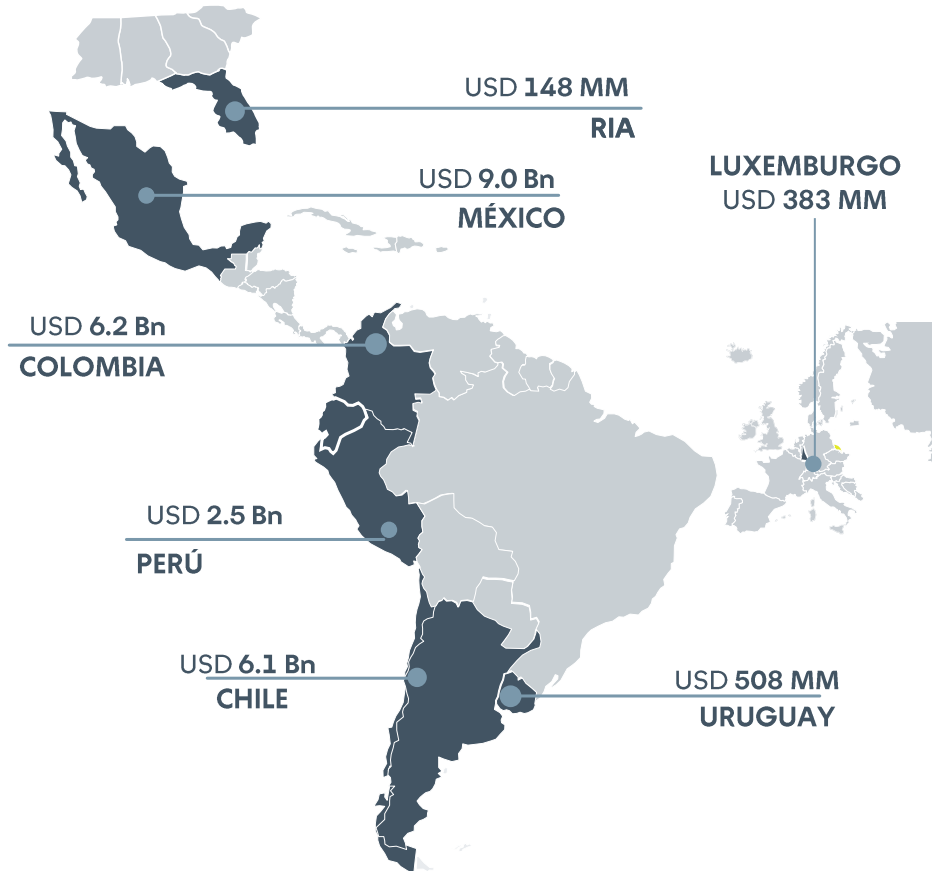 USD 148 MM
RIA
USD 9.0 Bn
MÉXICO
LUXEMBURGO
USD 383 MM
USD 6.2 Bn
COLOMBIA
USD 2.5 Bn
PERÚ
USD 6.1 Bn
CHILE
USD 508 MM
URUGUAY